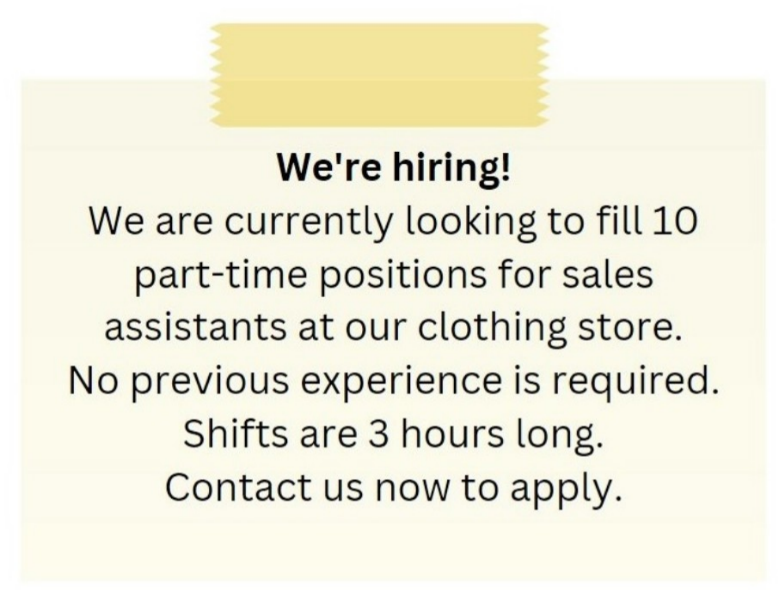 We're hiring!
We are currently looking to fill 10
part-time positions for sales
assistants at our clothing store.
No previous experience is required.
Shifts are 3 hours long.
Contact us now to apply.